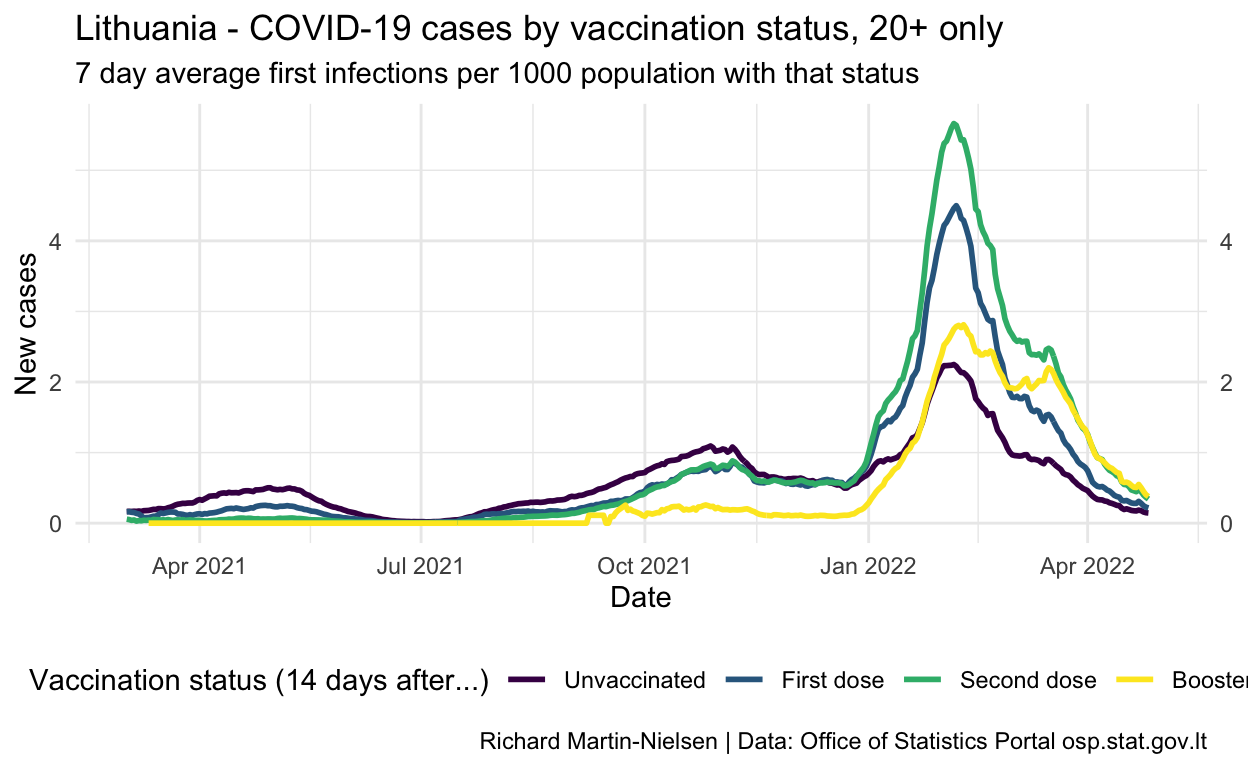 Lithuania - COVID-19 cases by vaccination status, 20+ only
7 day average first infections per 1000 population with that status
New cases
4
2
0
4
2
0
Apr 2021 Jul 2021 Oct 2021 Jan 2022 Apr 2022
Date
Vaccination status (14 days after...) Unvaccinated First dose Second dose Booster
Richard Martin-Nielsen | Data: Office of Statistics Portal osp.stat.gov.lt